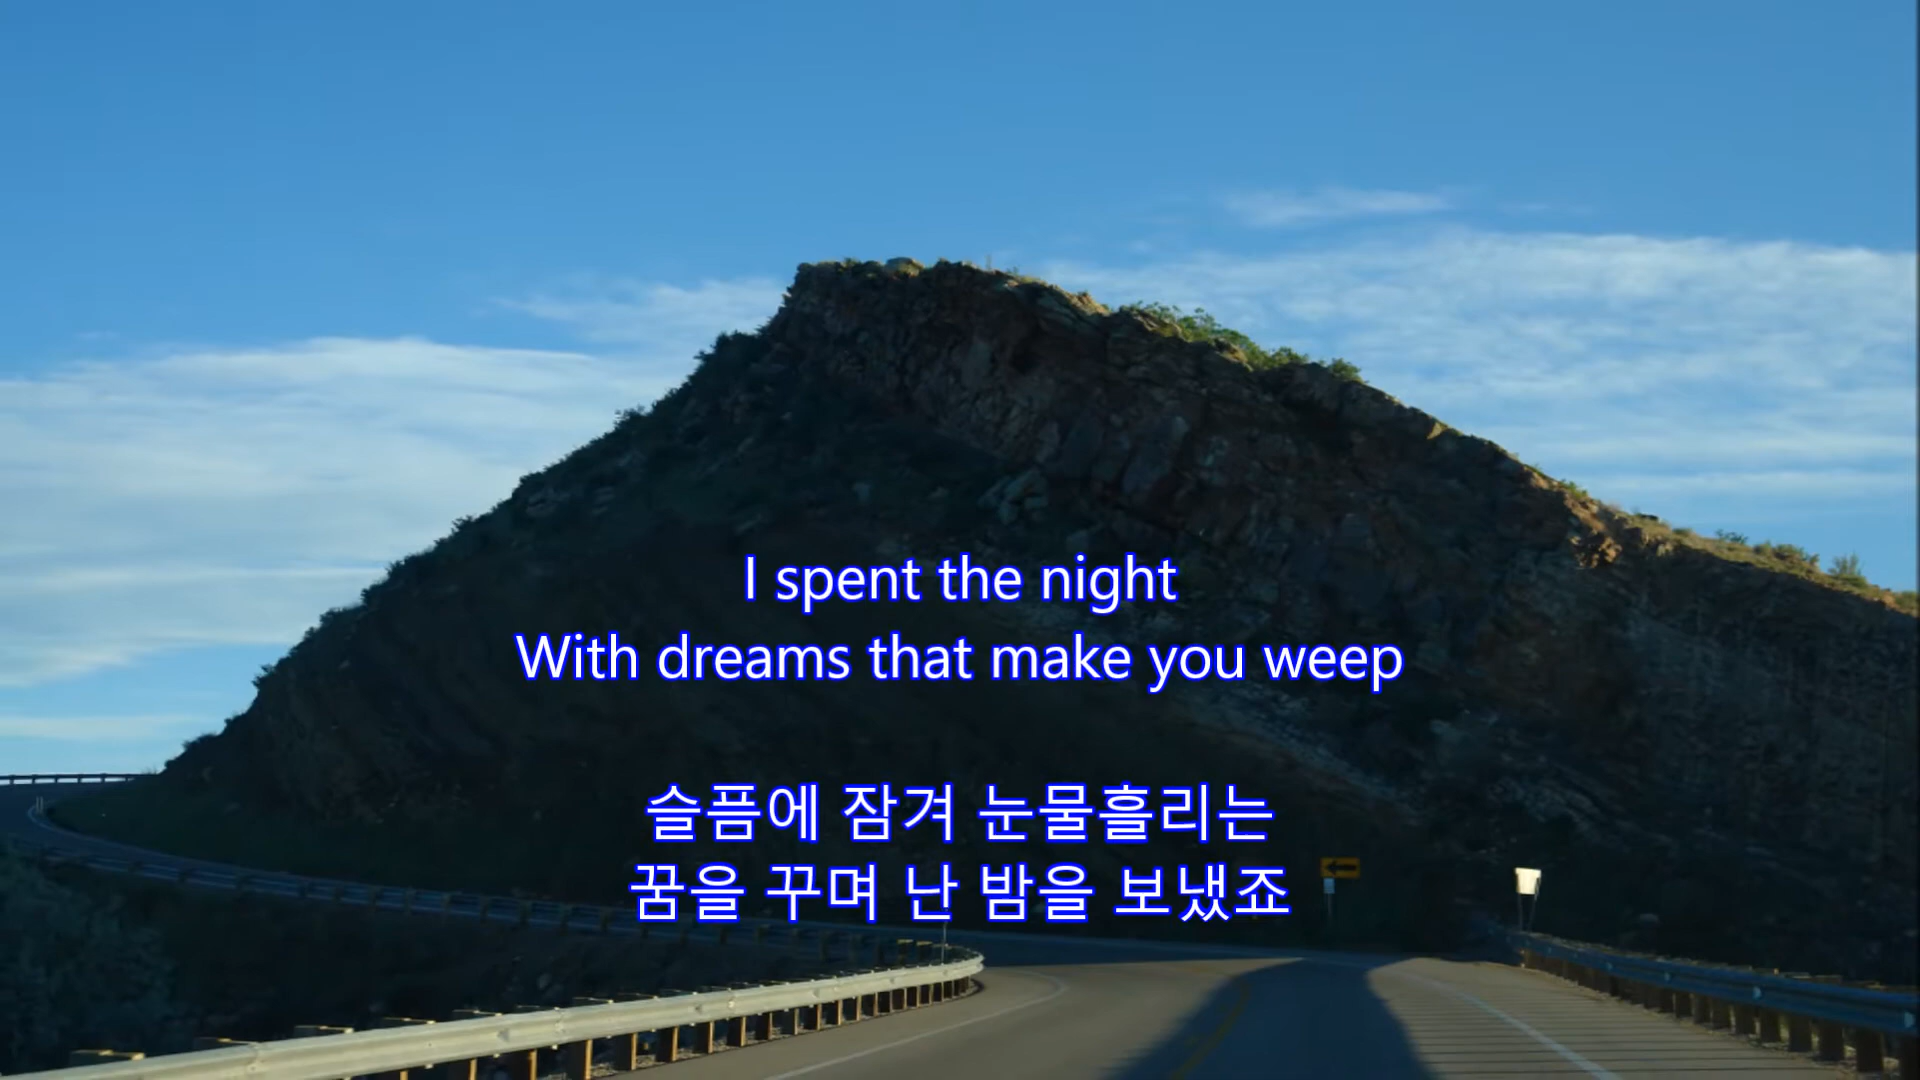 I spent the night
With dreams that make you weep
슬픔에 잠겨 눈물흘리는
꿈을 꾸며 난 밤을 보냈죠